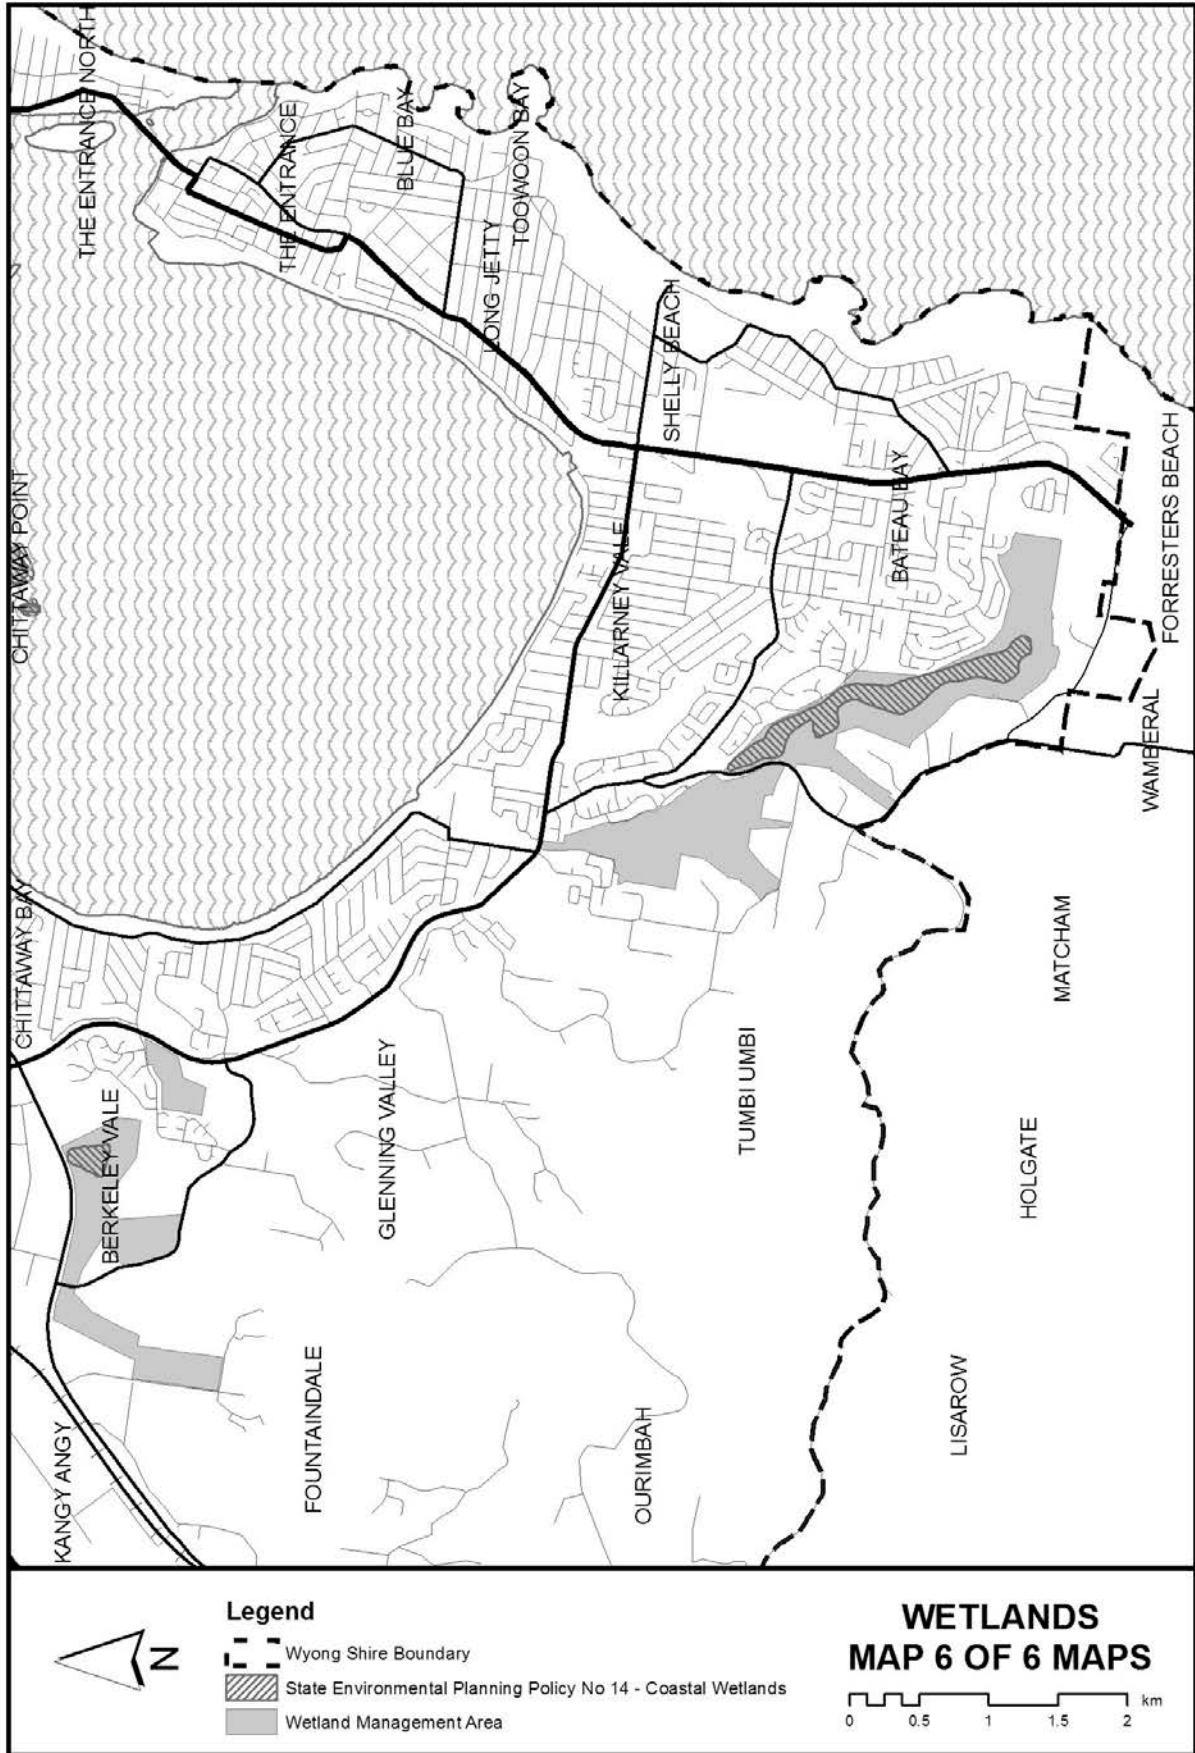 THE ENTRANCE NORTH
THE ENTRANCE
BLUE BAY
TOOWOON BAY
LONG JETTY
SHELLY BEACH
CHITTAWAY POINT
KILLARNEY VALE
BATEAU BAY
FORRESTERS BEACH
WAMBERAL
CHITTAWAY BAY
MATCHAM
BERKELEY VALE
GLENNING VALLEY
TUMBI UMBI
HOLGATE
KANGY ANGY
FOUNTAINDALE
OURIMBAH
LISAROW
N
Legend
Wyong Shire Boundary
State Environmental Planning Policy No 14 - Coastal Wetlands
Wetland Management Area
WETLANDS
MAP 6 OF 6 MAPS
km
0 0.5 1 1.5 2